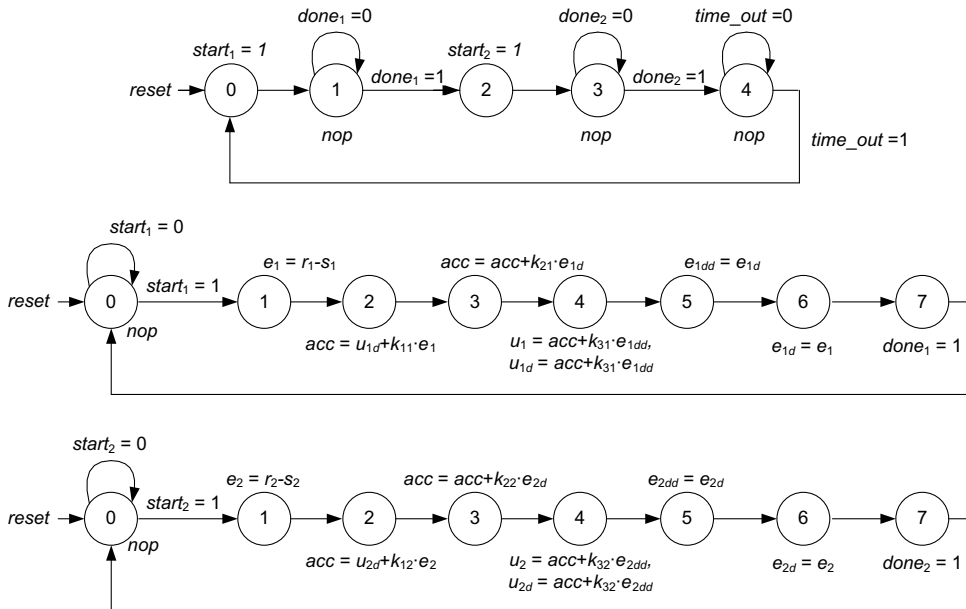 done₁ =0
done₂ =0
time_out =0
start₁ = 1
start₂ = 1
reset
0
1
done₁ =1
2
3
done₂ =1
4
nop
nop
nop
time_out =1
start₁ = 0
e₁ = r₁-s₁
acc = acc+k₂₁·e₁d
e₁dd = e₁d
reset
0
start₁ = 1
1
2
3
4
5
6
7
nop
acc = u₁d+k₁₁·e₁
u₁ = acc+k₃₁·e₁dd,
u₁d = acc+k₃₁·e₁dd
e₁d = e₁
done₁ = 1
start₂ = 0
e₂ = r₂-s₂
acc = acc+k₂₂·e₂d
e₂dd = e₂d
reset
0
start₂ = 1
1
2
3
4
5
6
7
nop
acc = u₂d+k₁₂·e₂
u₂ = acc+k₃₂·e₂dd,
u₂d = acc+k₃₂·e₂dd
e₂d = e₂
done₂ = 1